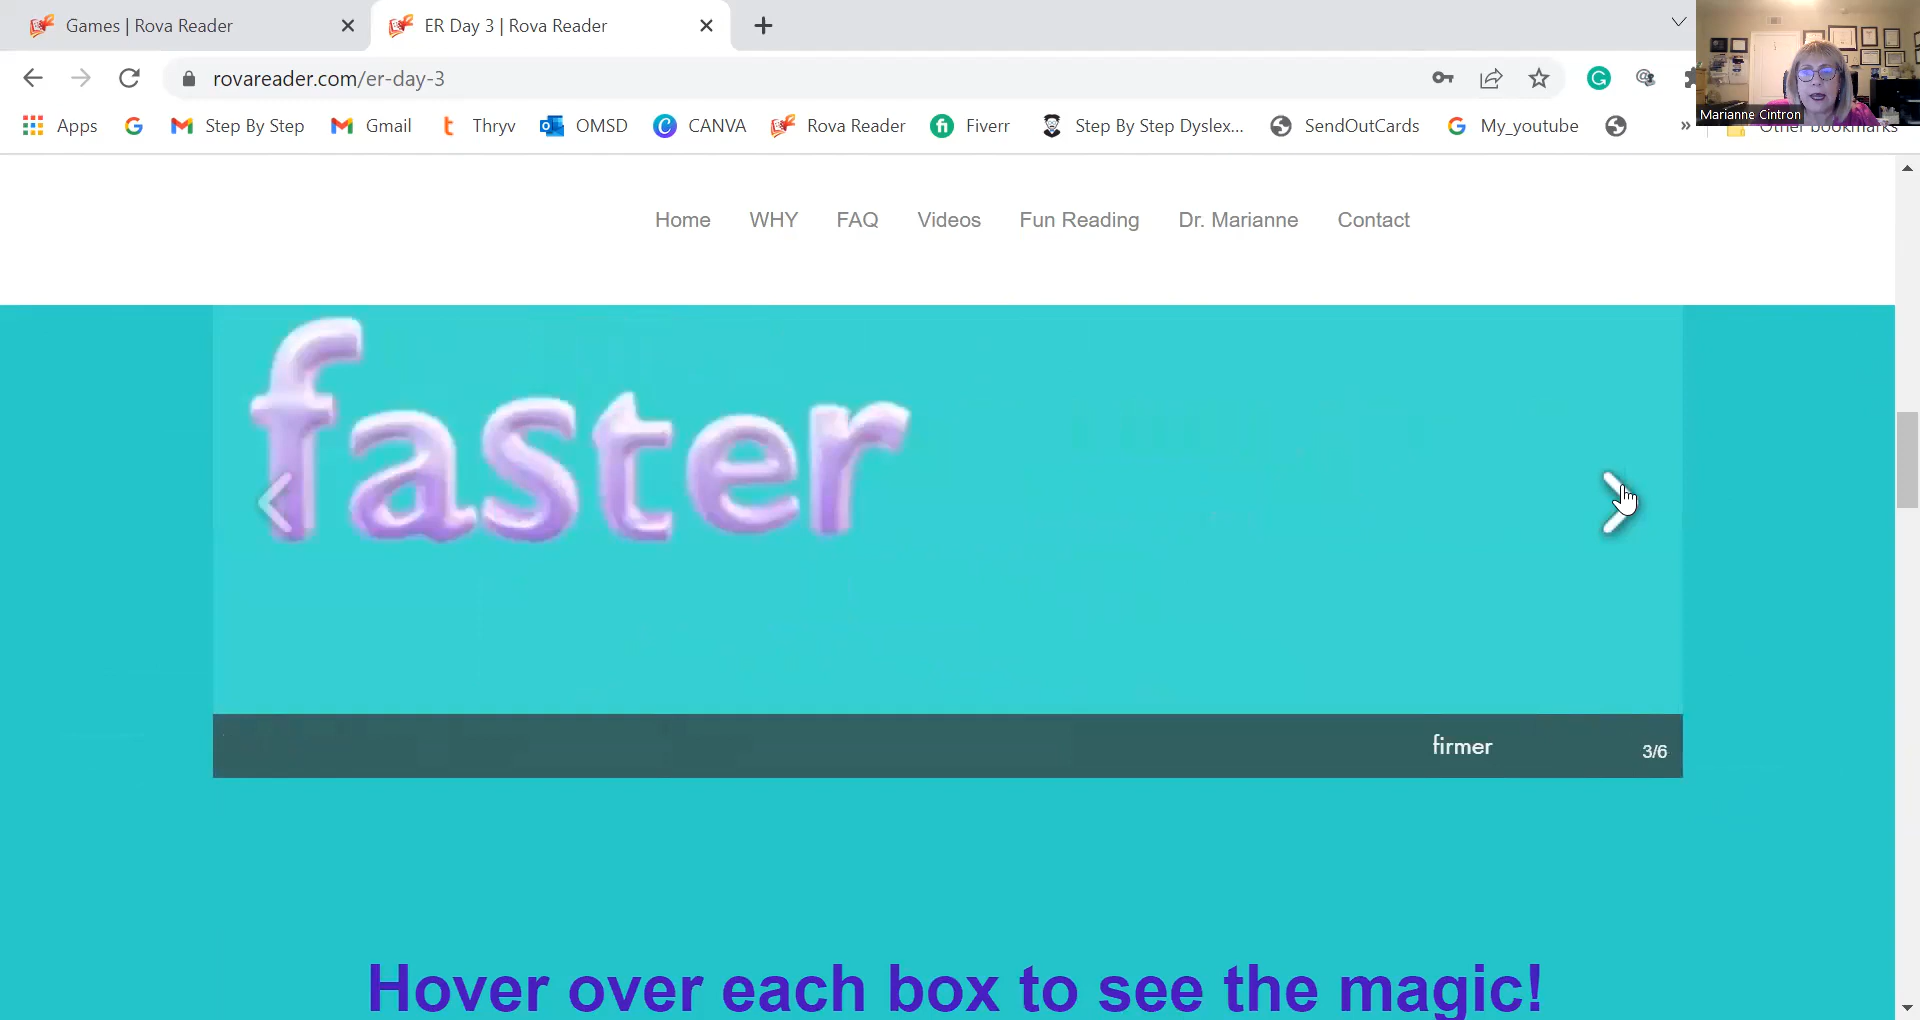 Games | Rova Reader
ER Day 3 | Rova Reader
rovareader.com/er-day-3
Apps Step By Step Gmail Thryv OMSD CANVA Rova Reader Fiverr Step By Step Dyslex... SendOutCards My_youtube » Other bookmarks
Marianne Cintron
Home WHY FAQ Videos Fun Reading Dr. Marianne Contact
faster
firmer 3/6
Hover over each box to see the magic!